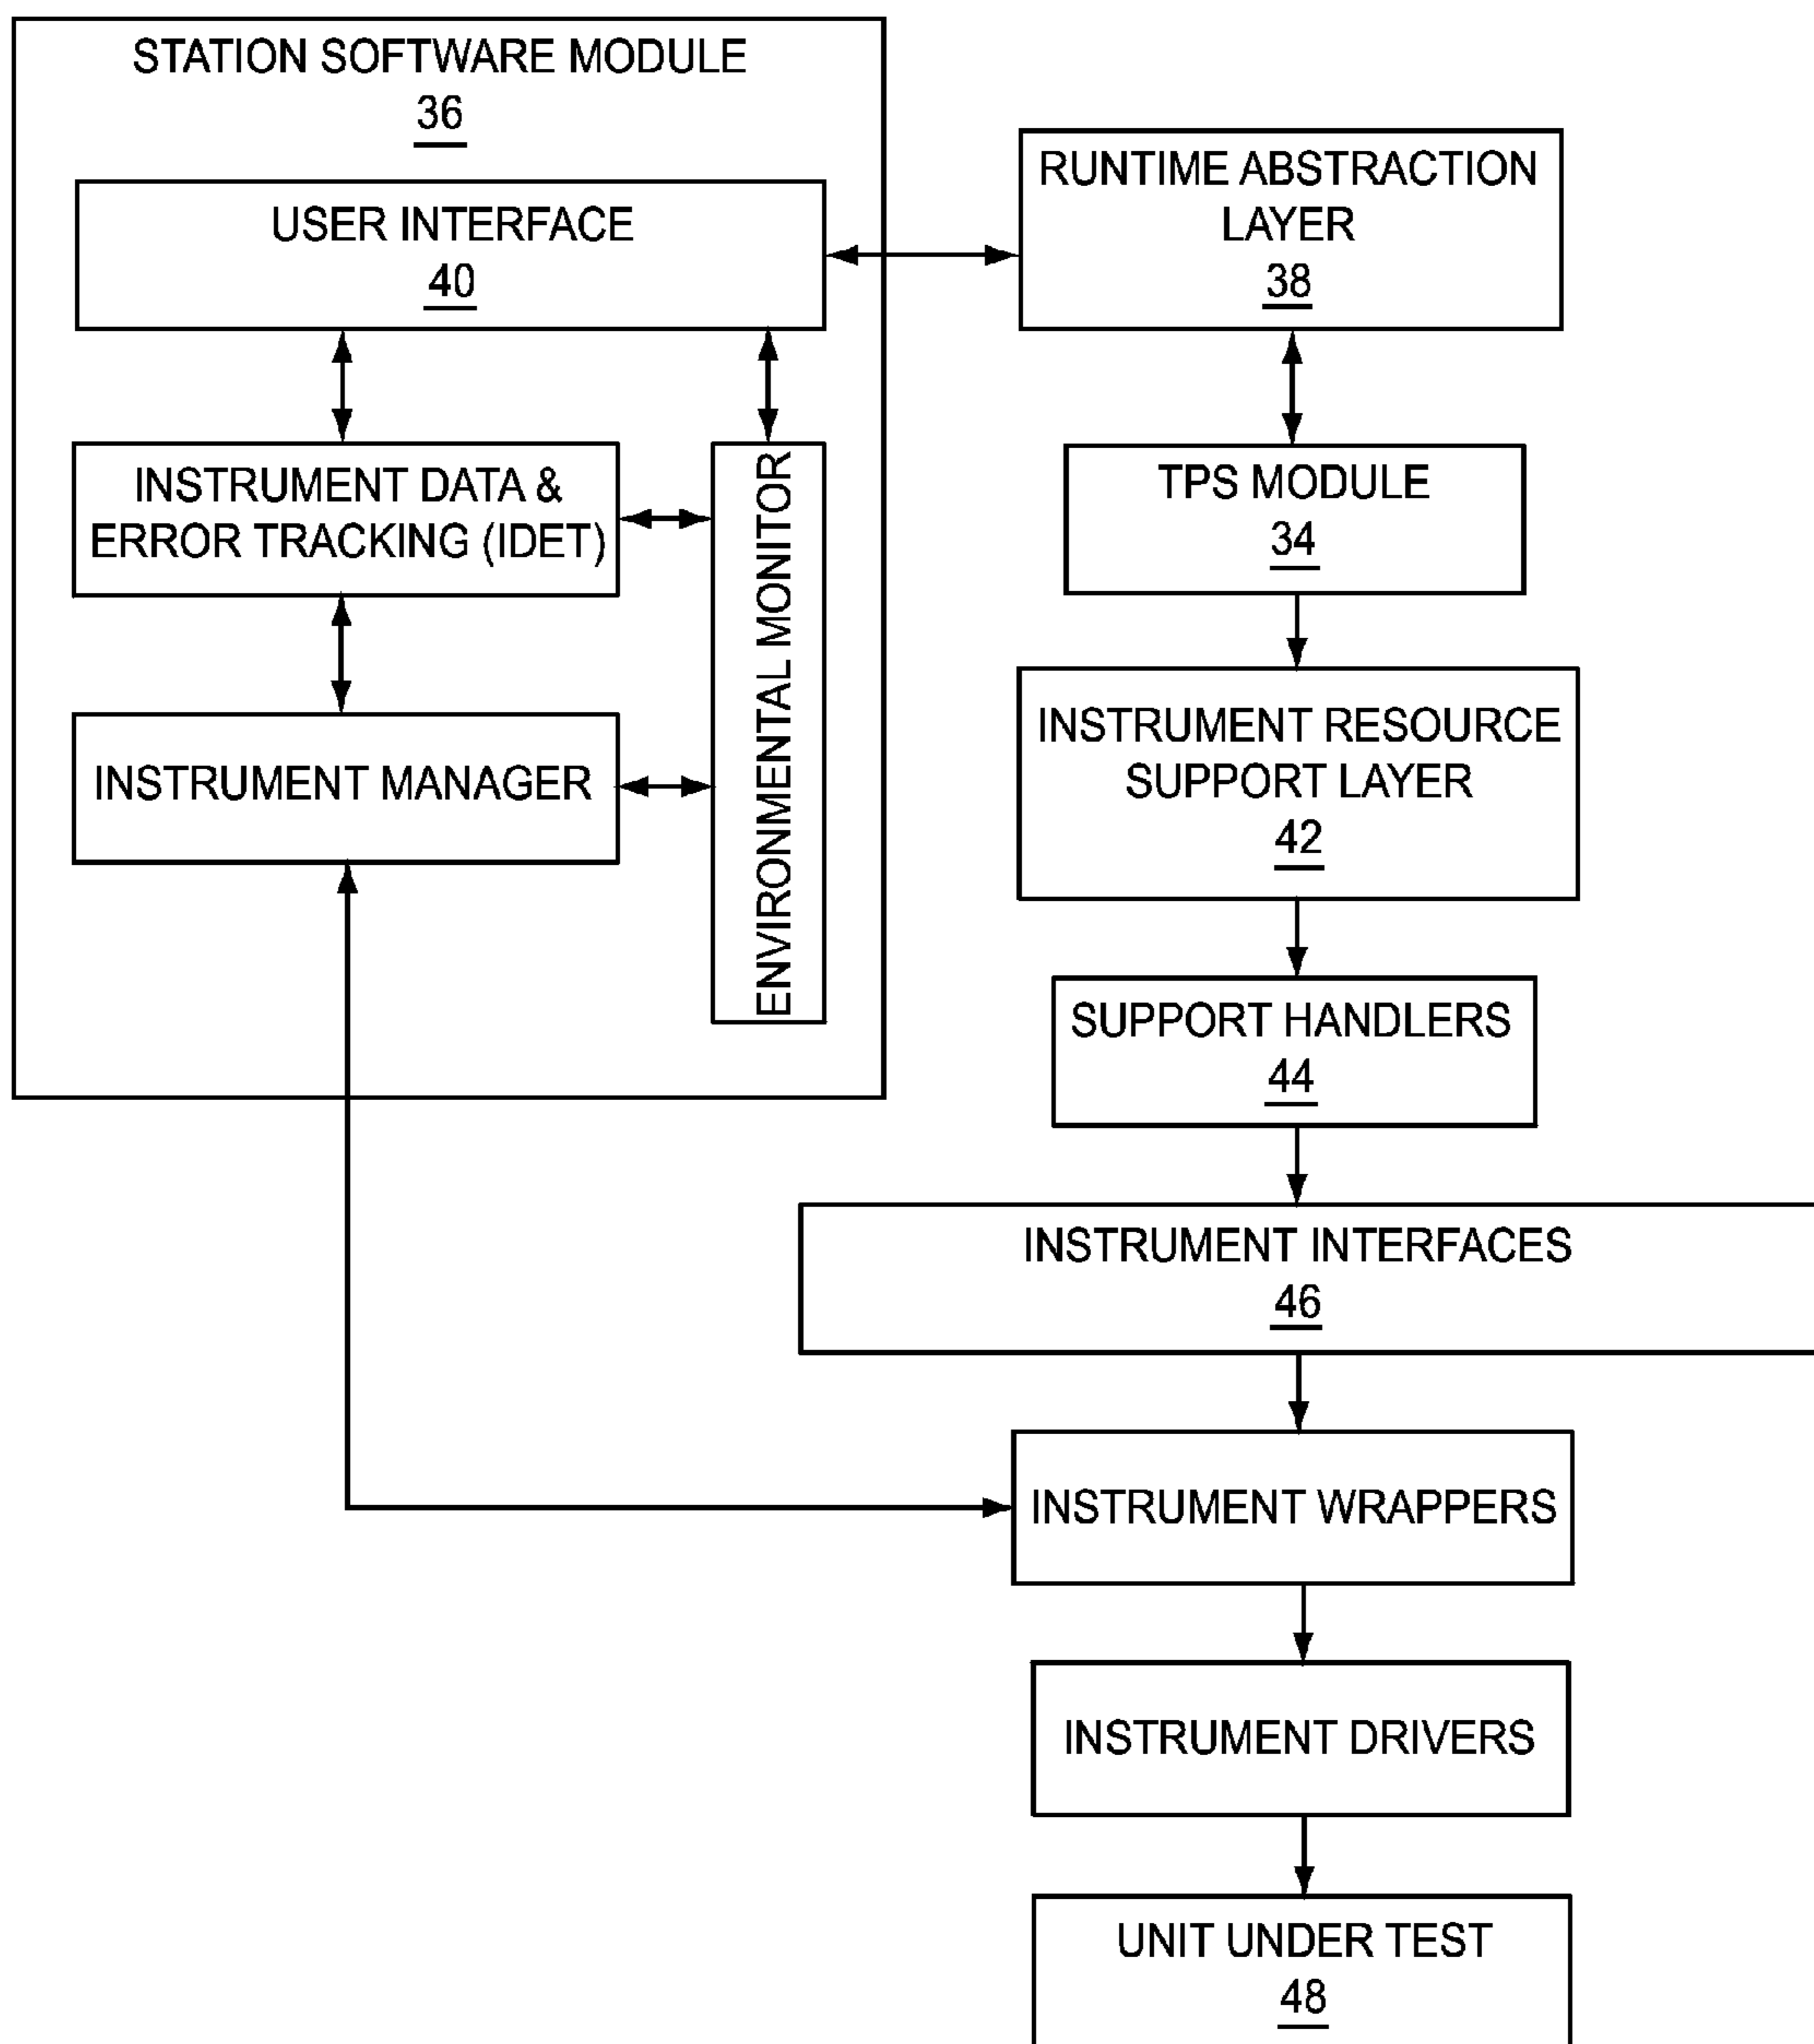 STATION SOFTWARE MODULE
36
USER INTERFACE
40
INSTRUMENT DATA &
ERROR TRACKING (IDET)
INSTRUMENT MANAGER
ENVIRONMENTAL MONITOR
RUNTIME ABSTRACTION
LAYER
38
TPS MODULE
34
INSTRUMENT RESOURCE
SUPPORT LAYER
42
SUPPORT HANDLERS
44
INSTRUMENT INTERFACES
46
INSTRUMENT WRAPPERS
INSTRUMENT DRIVERS
UNIT UNDER TEST
48